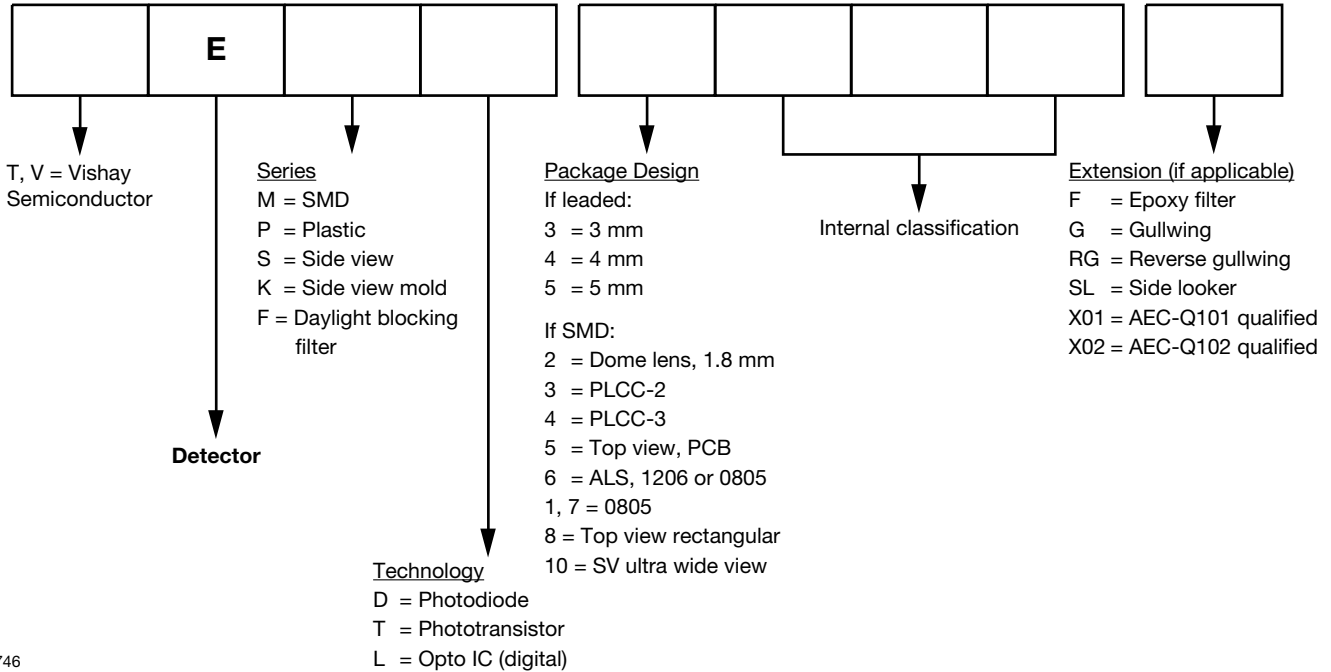 E
T, V = Vishay
Semiconductor
Detector
Series
M = SMD
P = Plastic
S = Side view
K = Side view mold
F = Daylight blocking
filter
Technology
D = Photodiode
T = Phototransistor
L = Opto IC (digital)
Package Design
If leaded:
3 = 3 mm
4 = 4 mm
5 = 5 mm
If SMD:
2 = Dome lens, 1.8 mm
3 = PLCC-2
4 = PLCC-3
5 = Top view, PCB
6 = ALS, 1206 or 0805
1, 7 = 0805
8 = Top view rectangular
10 = SV ultra wide view
Internal classification
Extension (if applicable)
F = Epoxy filter
G = Gullwing
RG = Reverse gullwing
SL = Side looker
X01 = AEC-Q101 qualified
X02 = AEC-Q102 qualified